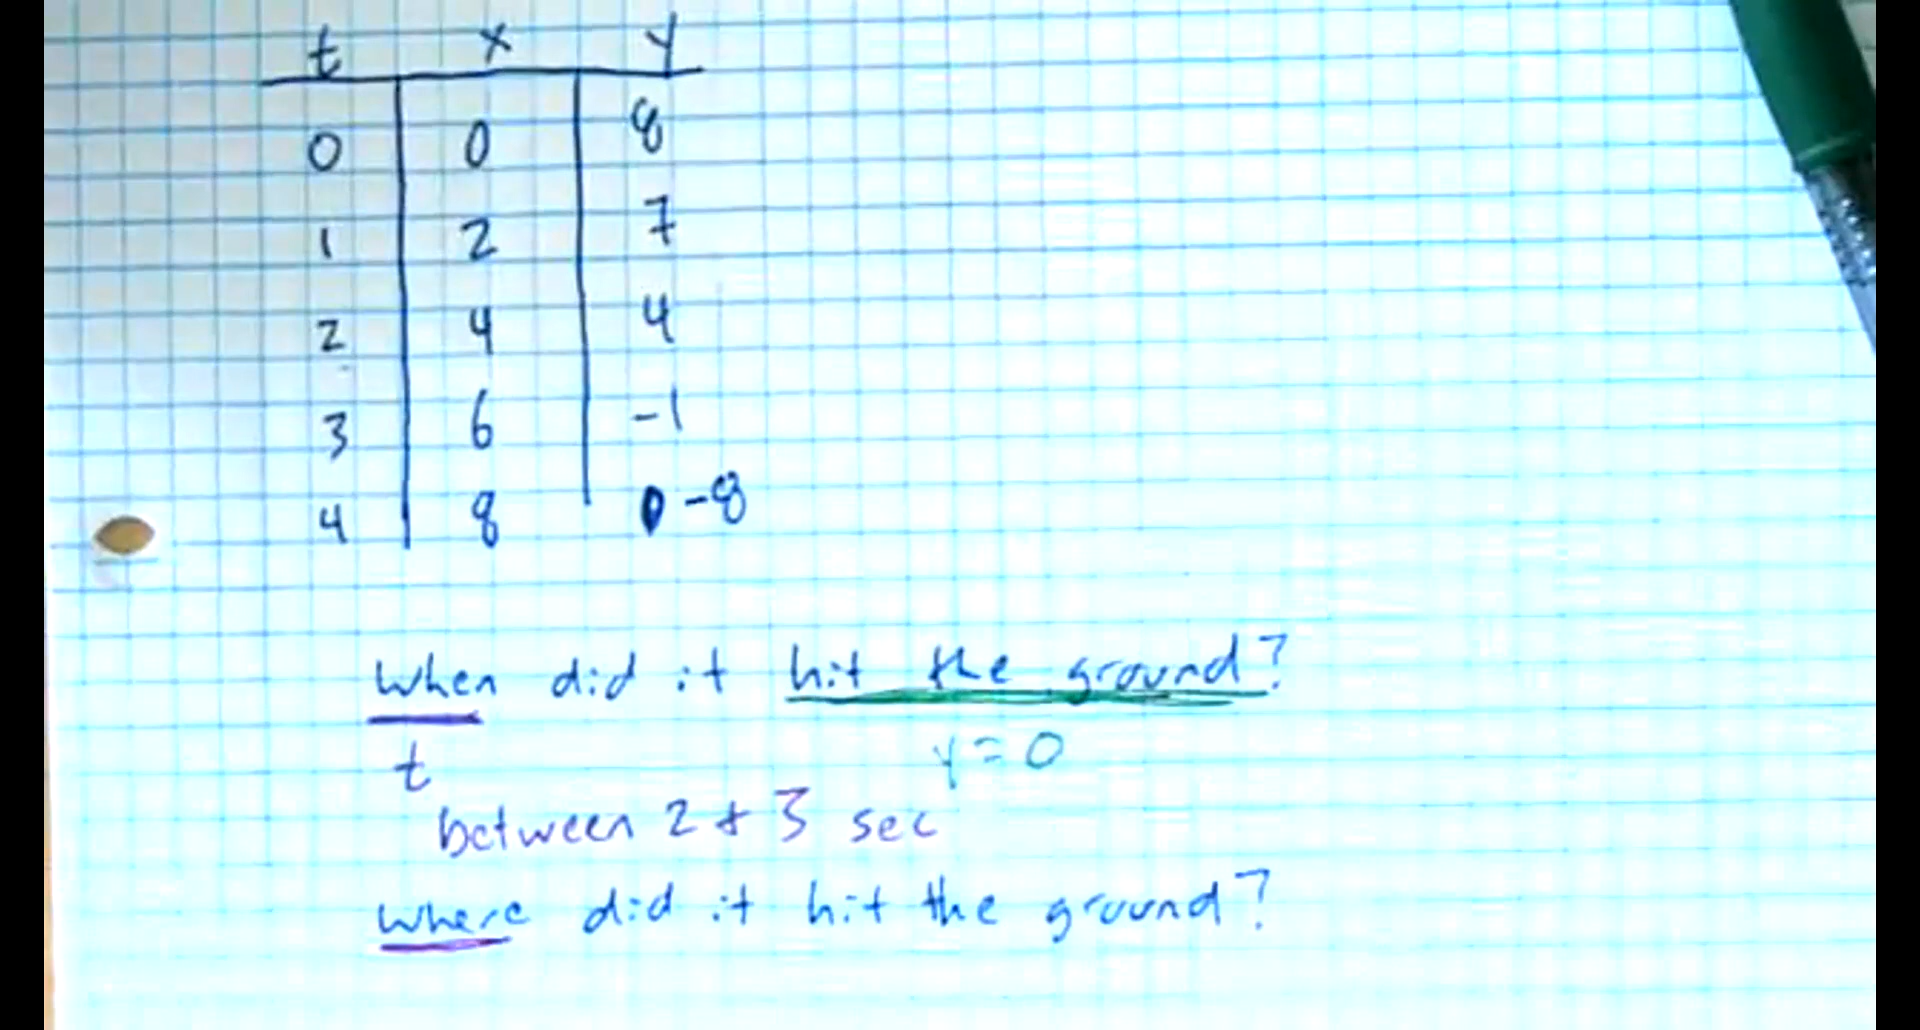 t x y
0 0 8
1 2 7
2 4 4
3 6 -1
4 8 -8
When did it hit the ground?
t y = 0
between 2 + 3 sec
Where did it hit the ground?